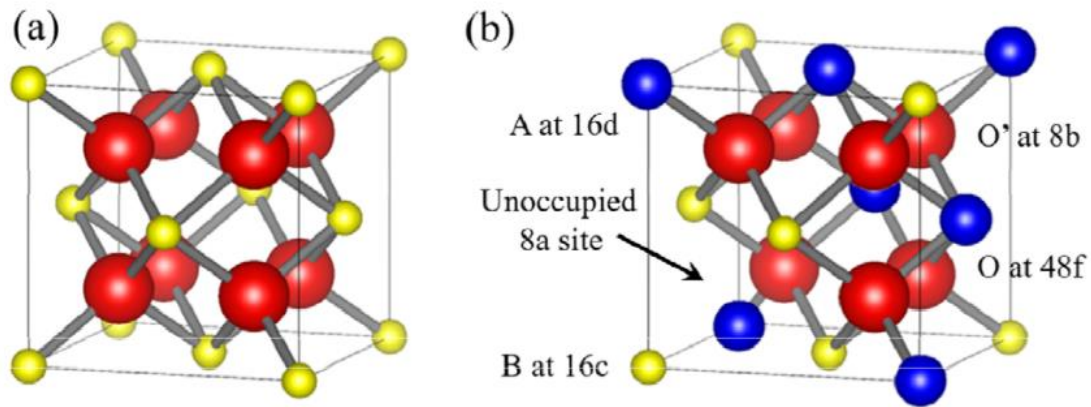 (a)
(b)
A at 16d
O' at 8b
Unoccupied
8a site
O at 48f
B at 16c